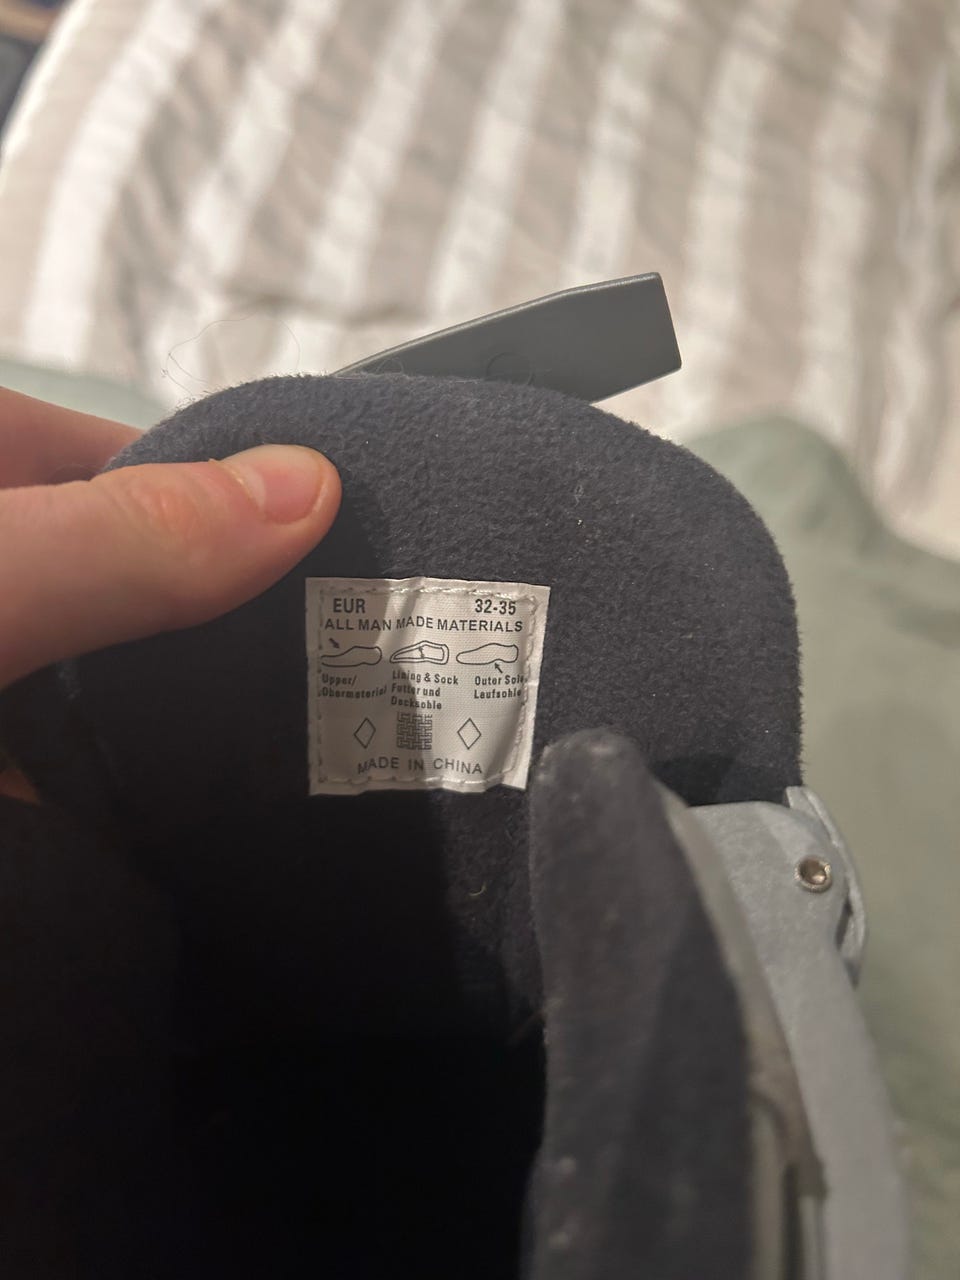 EUR 32-35
ALL MAN MADE MATERIALS
Upper/ Lining & Sock Outer Sole
Obermaterial Futter und Laufsohle
Decksohle
MADE IN CHINA